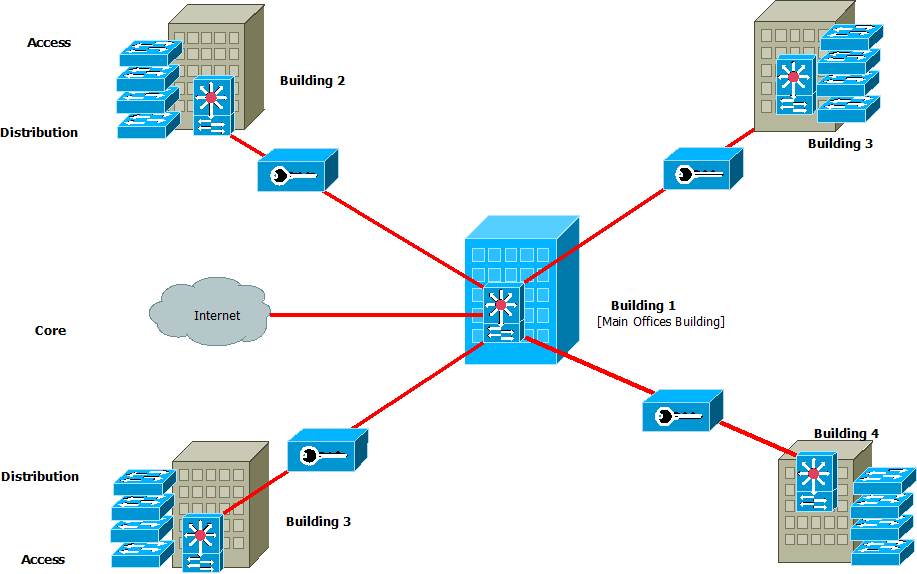 Access
Building 2
Distribution
Building 3
Building 1
[Main Offices Building]
Internet
Core
Building 4
Distribution
Building 3
Access